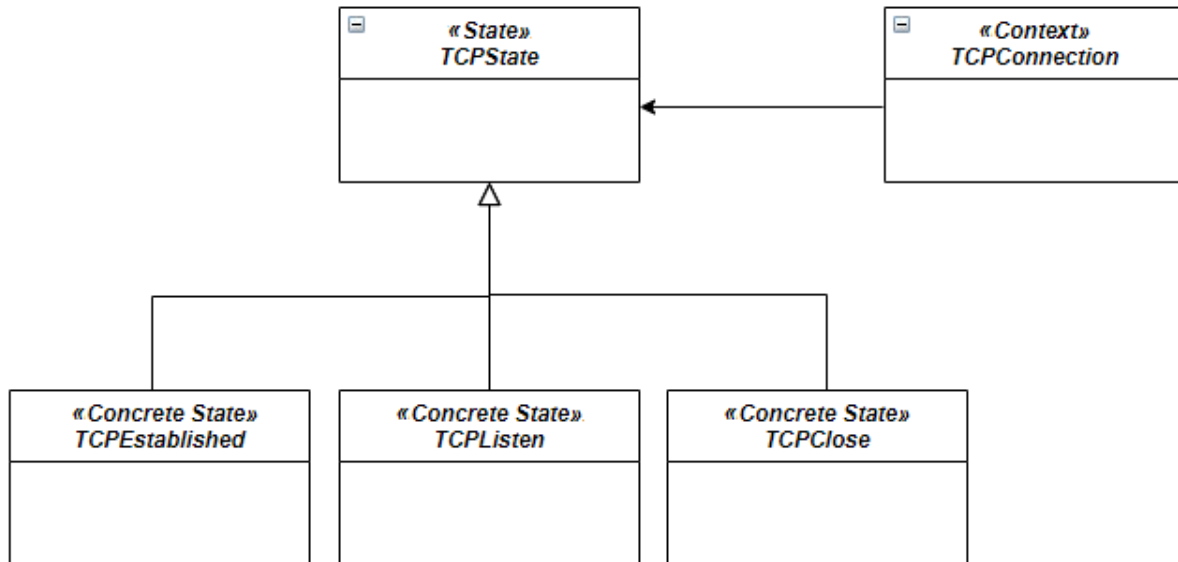 «State»
TCPState
«Context»
TCPConnection
«Concrete State»
TCPEstablished
«Concrete State»
TCPListen
«Concrete State»
TCPClose